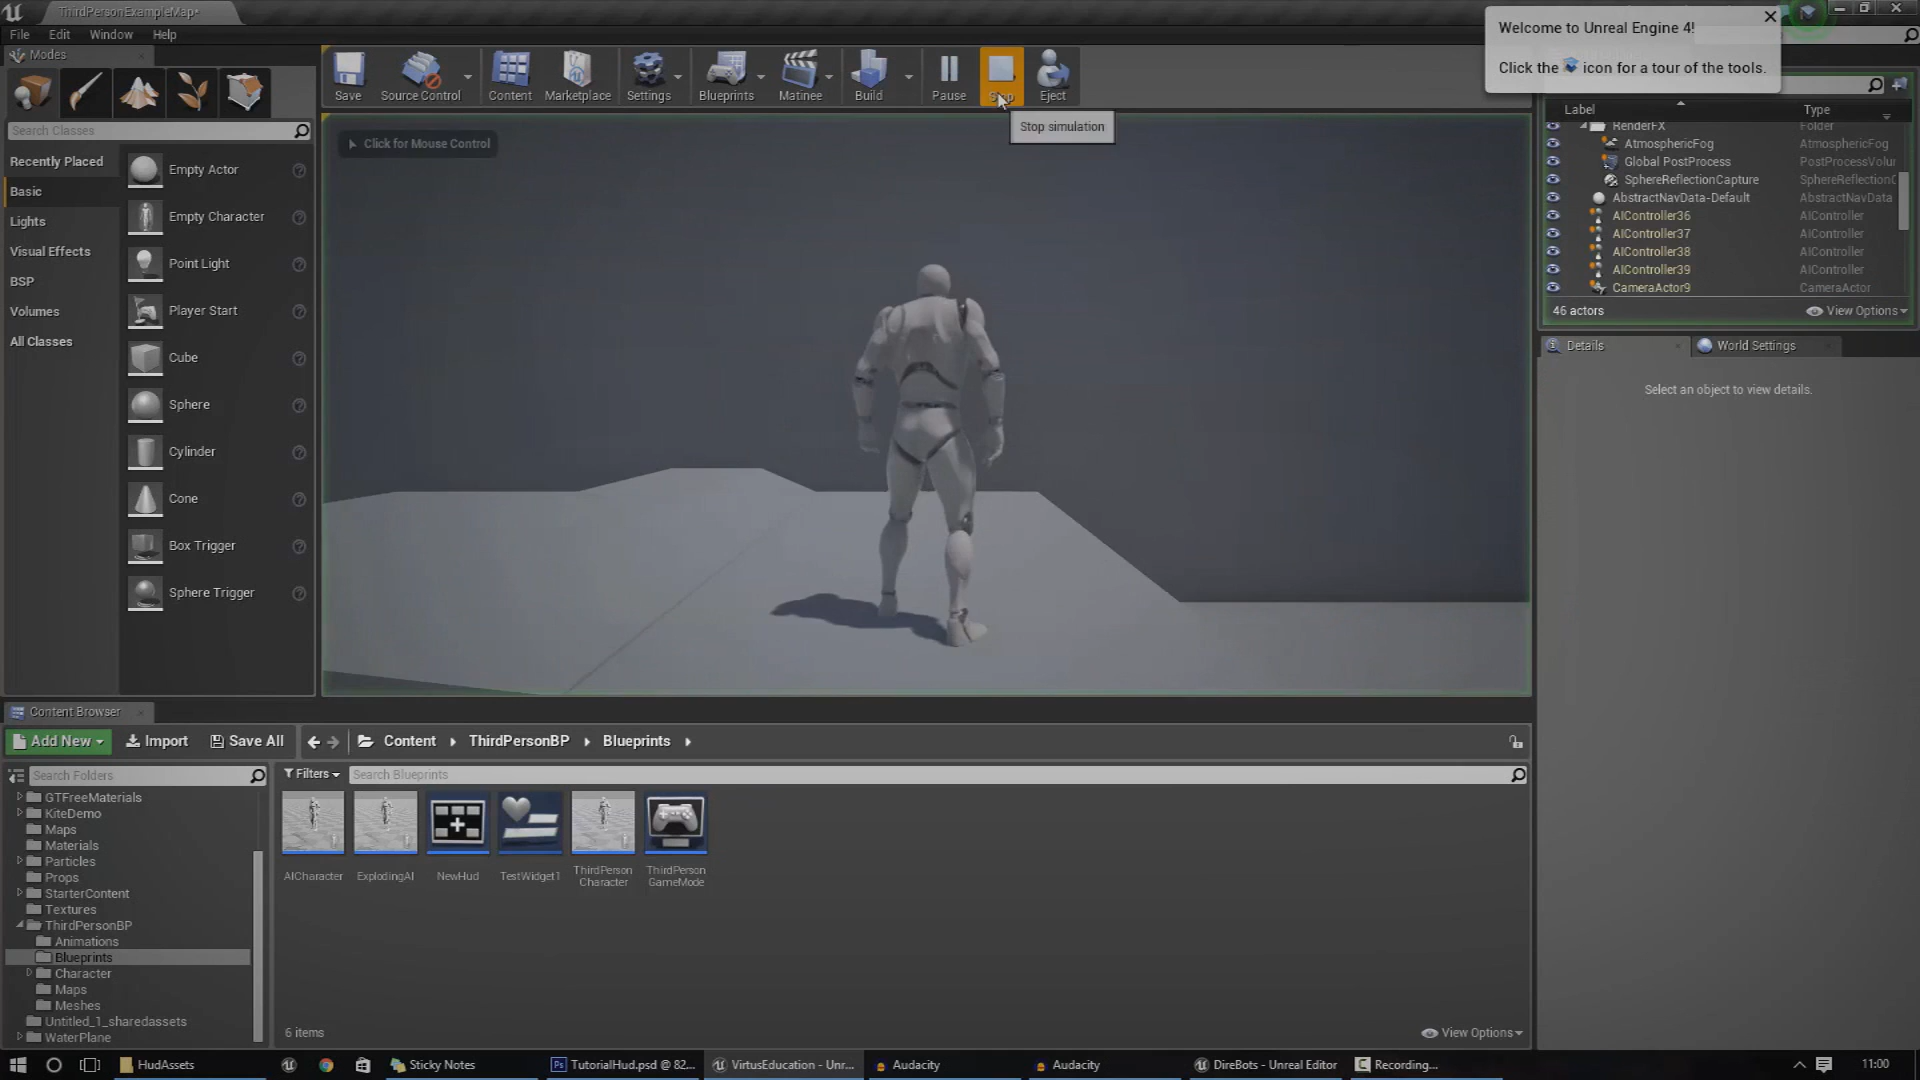 ThirdPersonExampleMap*
File Edit Window Help
Modes
Save
Source Control
Content
Marketplace
Settings
Blueprints
Matinee
Build
Pause
Eject
Stop simulation
Welcome to Unreal Engine 4!
Click the icon for a tour of the tools.
Search Classes
Recently Placed
Basic
Lights
Visual Effects
BSP
Volumes
All Classes
Empty Actor
Empty Character
Point Light
Player Start
Cube
Sphere
Cylinder
Cone
Box Trigger
Sphere Trigger
Click for Mouse Control
Label Type
RenderFX Folder
AtmosphericFog AtmosphericFog
Global PostProcess PostProcessVolur
SphereReflectionCapture SphereReflectionC
AbstractNavData-Default AbstractNavData
AIController36 AIController
AIController37 AIController
AIController38 AIController
AIController39 AIController
CameraActor9 CameraActor
46 actors View Options
Details World Settings
Select an object to view details.
Content Browser
Add New Import Save All Content ThirdPersonBP Blueprints
Search Folders
Filters Search Blueprints
GTFreeMaterials
KiteDemo
Maps
Materials
Particles
Props
StarterContent
Textures
ThirdPersonBP
Animations
Blueprints
Character
Maps
Meshes
Untitled_1_sharedassets
WaterPlane
AICharacter
ExplodingAI
NewHud
TestWidget1
ThirdPerson
Character
ThirdPerson
GameMode
6 items View Options
HudAssets Sticky Notes TutorialHud.psd @ 82... VirtusEducation - Unr... Audacity Audacity DireBots - Unreal Editor Recording... 11:00